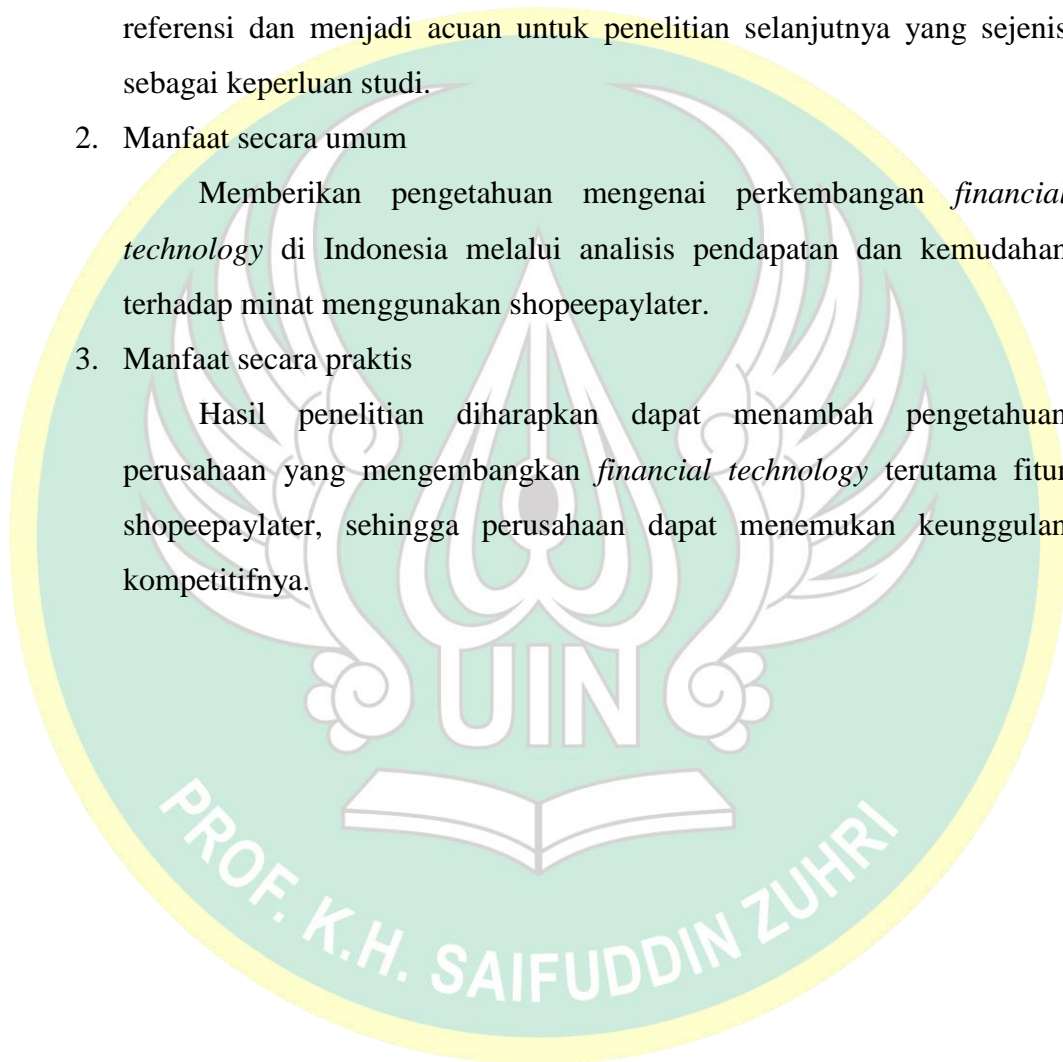 referensi dan menjadi acuan untuk penelitian selanjutnya yang sejenis
sebagai keperluan studi.
2. Manfaat secara umum
Memberikan pengetahuan mengenai perkembangan financial
technology di Indonesia melalui analisis pendapatan dan kemudahan
terhadap minat menggunakan shopeepaylater.
3. Manfaat secara praktis
Hasil penelitian diharapkan dapat menambah pengetahuan
perusahaan yang mengembangkan financial technology terutama fitur
shopeepaylater, sehingga perusahaan dapat menemukan keunggulan
kompetitifnya.
UIN
PROF. K.H. SAIFUDDIN ZUHRI